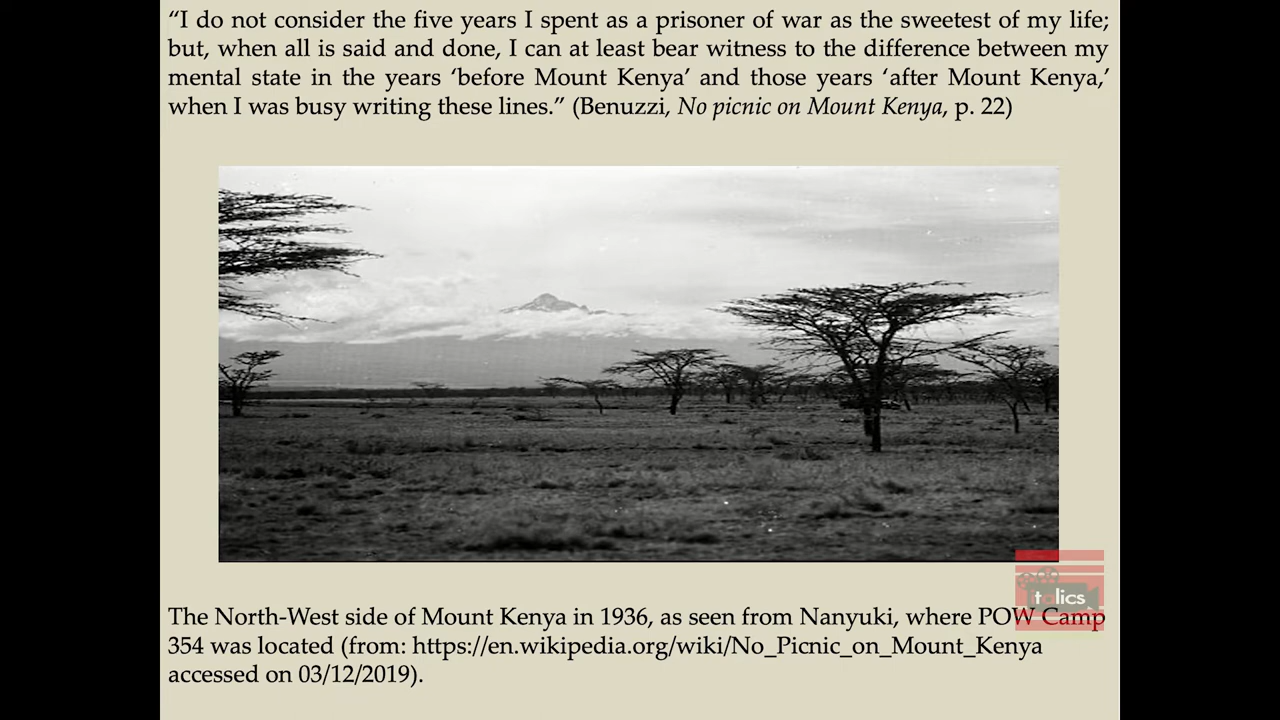 “I do not consider the five years I spent as a prisoner of war as the sweetest of my life;
but, when all is said and done, I can at least bear witness to the difference between my
mental state in the years ‘before Mount Kenya’ and those years ‘after Mount Kenya,’
when I was busy writing these lines.” (Benuzzi, No picnic on Mount Kenya, p. 22)
italics
The North-West side of Mount Kenya in 1936, as seen from Nanyuki, where POW Camp
354 was located (from: https://en.wikipedia.org/wiki/No_Picnic_on_Mount_Kenya
accessed on 03/12/2019).